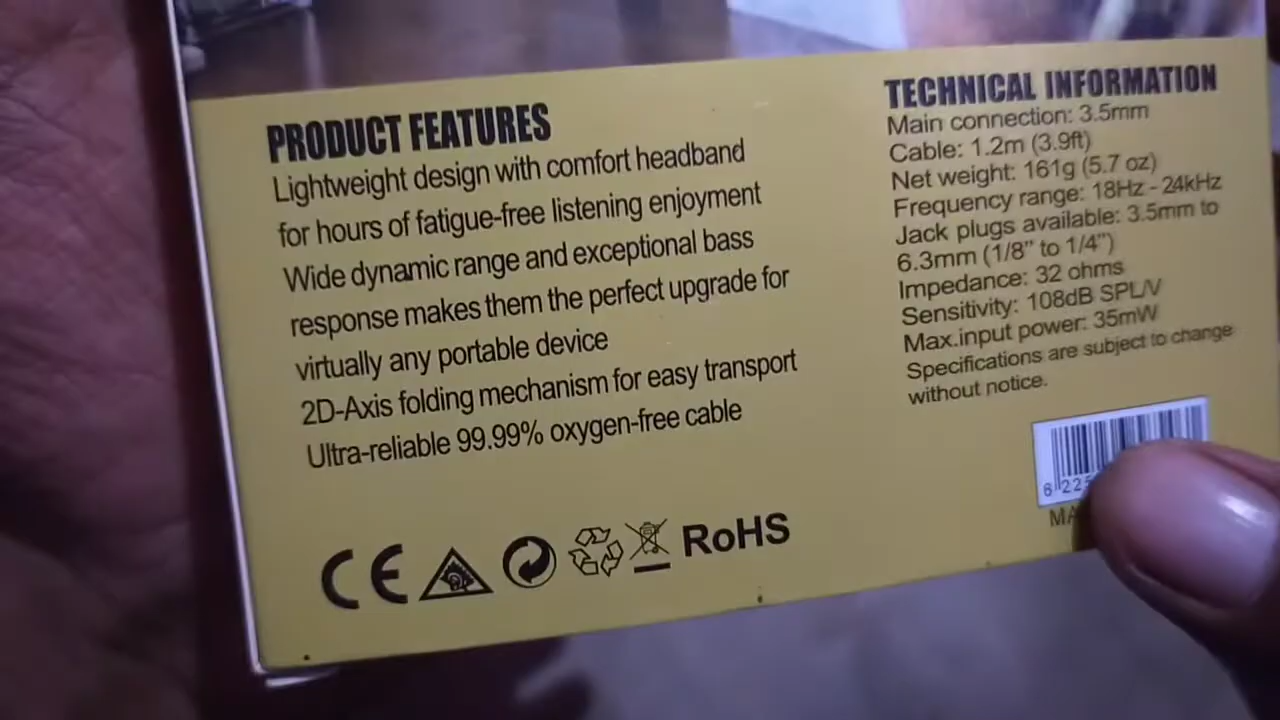 PRODUCT FEATURES
Lightweight design with comfort headband
for hours of fatigue-free listening enjoyment
Wide dynamic range and exceptional bass
response makes them the perfect upgrade for
virtually any portable device
2D-Axis folding mechanism for easy transport
Ultra-reliable 99.99% oxygen-free cable
CE
RoHS
TECHNICAL INFORMATION
Main connection: 3.5mm
Cable: 1.2m (3.9ft)
Net weight: 161g (5.7 oz)
Frequency range: 18Hz - 24kHz
Jack plugs available: 3.5mm to
6.3mm (1/8" to 1/4")
Impedance: 32 ohms
Sensitivity: 108dB SPL/V
Max.input power: 35mW
Specifications are subject to change
without notice.